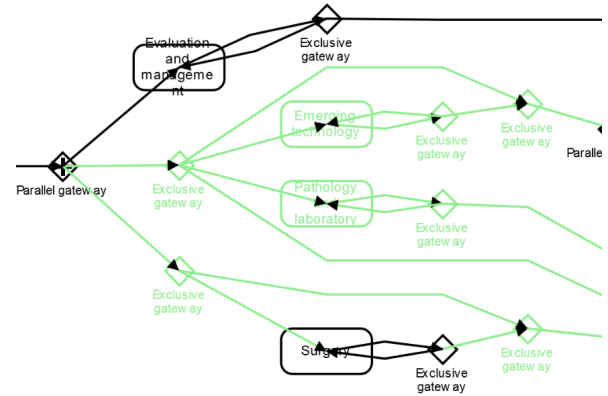 Evaluation
and
manageme
nt
Exclusive
gatew ay
Emerging
technology
Exclusive
gatew ay
Exclusive
gatew ay
Parallel
Parallel gatew ay
Exclusive
gatew ay
Pathology
laboratory
Exclusive
gatew ay
Exclusive
gatew ay
Surgery
Exclusive
gatew ay
Exclusive
gatew ay